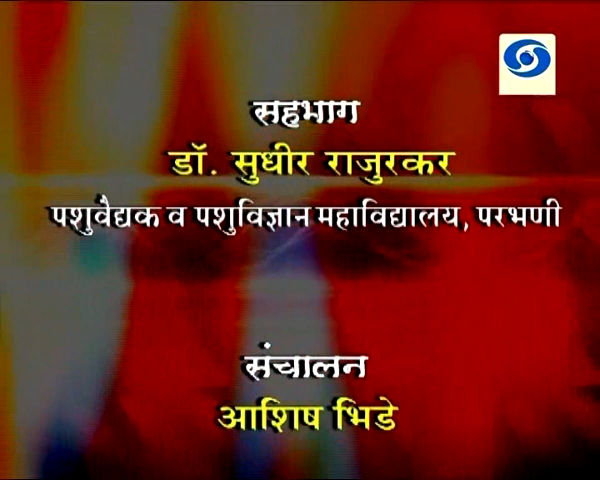 सहभाग
डॉ. सुधीर राजुरकर
पशुवैद्यक व पशुविज्ञान महाविद्यालय, परभणी
संचालन
आशिष भिडे